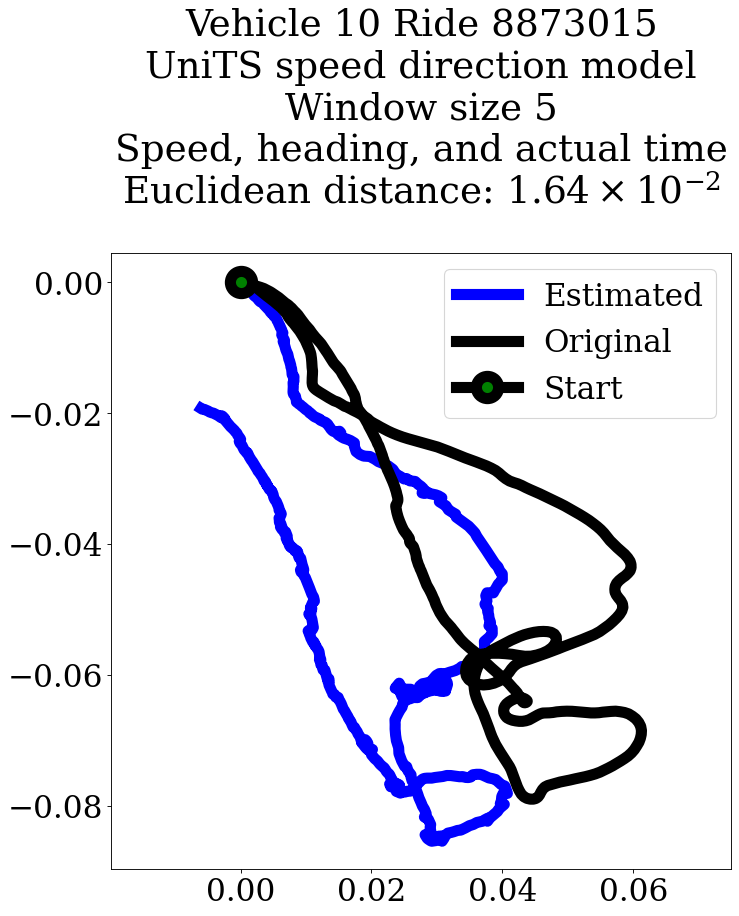 Vehicle 10 Ride 8873015
UniTS speed direction model
Window size 5
Speed, heading, and actual time
Euclidean distance: 1.64 × 10⁻²
Estimated
Original
Start
0.00
−0.02
−0.04
−0.06
−0.08
0.00 0.02 0.04 0.06